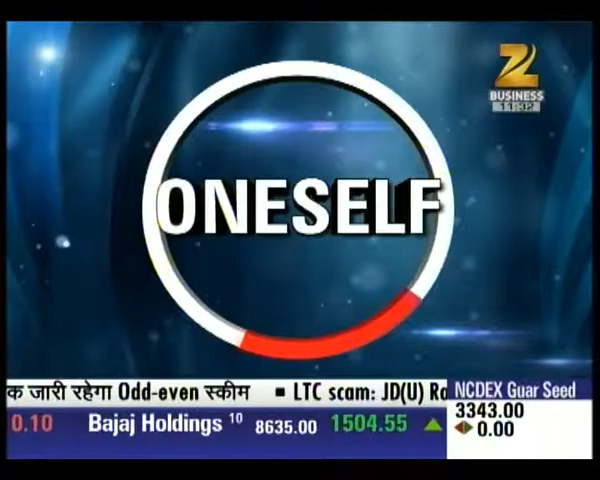 Z
BUSINESS
11:32
ONESELF
क जारी रहेगा Odd-even स्कीम ■ LTC scam: JD(U) Ra
NCDEX Guar Seed
3343.00
0.00
0.10 Bajaj Holdings 10 8635.00 1504.55